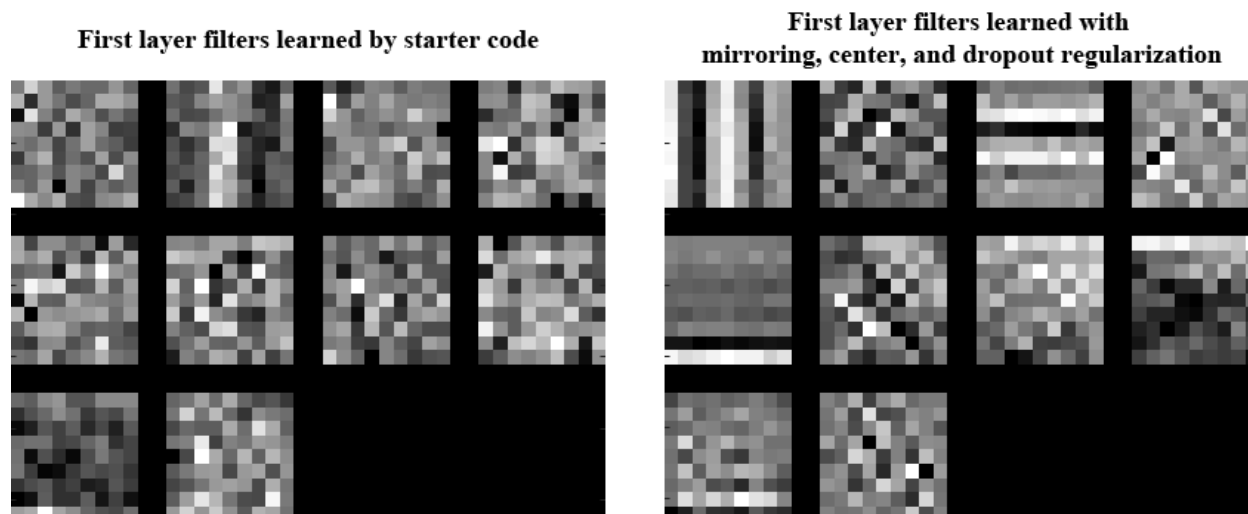 First layer filters learned by starter code
First layer filters learned with
mirroring, center, and dropout regularization